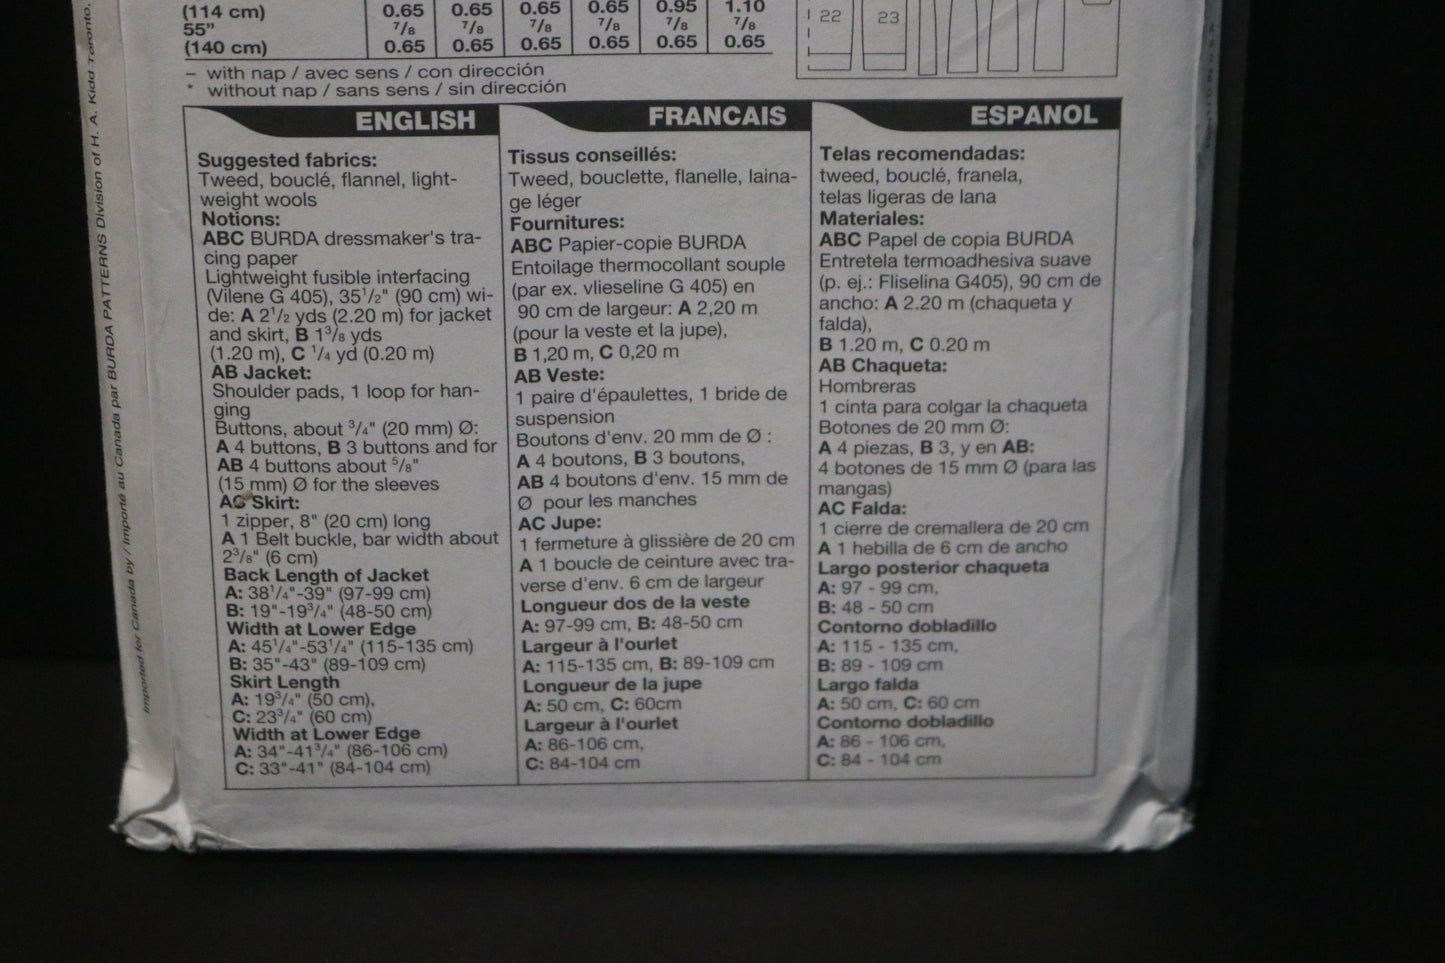 (114 cm) 0.65 0.65 0.65 0.65 0.95 1.10
55" 7/8 7/8 7/8 7/8 7/8 7/8
(140 cm) 0.65 0.65 0.65 0.65 0.65 0.65
– with nap / avec sens / con dirección
* without nap / sans sens / sin dirección
22 23
ENGLISH
Suggested fabrics:
Tweed, bouclé, flannel, light-
weight wools
Notions:
ABC BURDA dressmaker's tra-
cing paper
Lightweight fusible interfacing
(Vilene G 405), 35 1/2" (90 cm) wi-
de: A 2 1/2 yds (2.20 m) for jacket
and skirt, B 1 3/8 yds
(1.20 m), C 1/4 yd (0.20 m)
AB Jacket:
Shoulder pads, 1 loop for han-
ging
Buttons, about 3/4" (20 mm) Ø:
A 4 buttons, B 3 buttons and for
AB 4 buttons about 5/8"
(15 mm) Ø for the sleeves
AC Skirt:
1 zipper, 8" (20 cm) long
A 1 Belt buckle, bar width about
2 3/8" (6 cm)
Back Length of Jacket
A: 38 1/4"-39" (97-99 cm)
B: 19"-19 3/4" (48-50 cm)
Width at Lower Edge
A: 45 1/4"-53 1/4" (115-135 cm)
B: 35"-43" (89-109 cm)
Skirt Length
A: 19 3/4" (50 cm),
C: 23 3/4" (60 cm)
Width at Lower Edge
A: 34"-41 3/4" (86-106 cm)
C: 33"-41" (84-104 cm)
FRANCAIS
Tissus conseillés:
Tweed, bouclette, flanelle, laina-
ge léger
Fournitures:
ABC Papier-copie BURDA
Entoilage thermocollant souple
(par ex. vlieseline G 405) en
90 cm de largeur: A 2,20 m
(pour la veste et la jupe),
B 1,20 m, C 0,20 m
AB Veste:
1 paire d'épaulettes, 1 bride de
suspension
Boutons d'env. 20 mm de Ø :
A 4 boutons, B 3 boutons,
AB 4 boutons d'env. 15 mm de
Ø pour les manches
AC Jupe:
1 fermeture à glissière de 20 cm
A 1 boucle de ceinture avec tra-
verse d'env. 6 cm de largeur
Longueur dos de la veste
A: 97-99 cm, B: 48-50 cm
Largeur à l'ourlet
A: 115-135 cm, B: 89-109 cm
Longueur de la jupe
A: 50 cm, C: 60cm
Largeur à l'ourlet
A: 86-106 cm,
C: 84-104 cm
ESPANOL
Telas recomendadas:
tweed, bouclé, franela,
telas ligeras de lana
Materiales:
ABC Papel de copia BURDA
Entretela termoadhesiva suave
(p. ej.: Fliselina G405), 90 cm de
ancho: A 2.20 m (chaqueta y
falda),
B 1.20 m, C 0.20 m
AB Chaqueta:
Hombreras
1 cinta para colgar la chaqueta
Botones de 20 mm Ø:
A 4 piezas, B 3, y en AB:
4 botones de 15 mm Ø (para las
mangas)
AC Falda:
1 cierre de cremallera de 20 cm
A 1 hebilla de 6 cm de ancho
Largo posterior chaqueta
A: 97 - 99 cm,
B: 48 - 50 cm
Contorno dobladillo
A: 115 - 135 cm,
B: 89 - 109 cm
Largo falda
A: 50 cm, C: 60 cm
Contorno dobladillo
A: 86 - 106 cm,
C: 84 - 104 cm
Imported for Canada by / Importé au Canada par BURDA PATTERNS Division of H. A. Kidd Toronto,